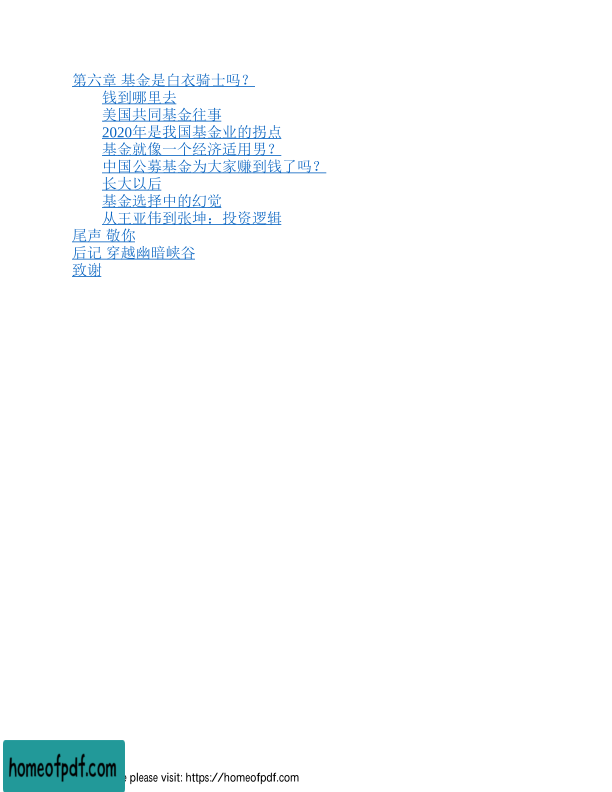 第六章 基金是白衣骑士吗？
钱到哪里去
美国共同基金往事
2020年是我国基金业的拐点
基金就像一个经济适用男？
中国公募基金为大家赚到钱了吗？
长大以后
基金选择中的幻觉
从王亚伟到张坤：投资逻辑
尾声 敬你
后记 穿越幽暗峡谷
致谢
homeofpdf.com
please visit: https://homeofpdf.com